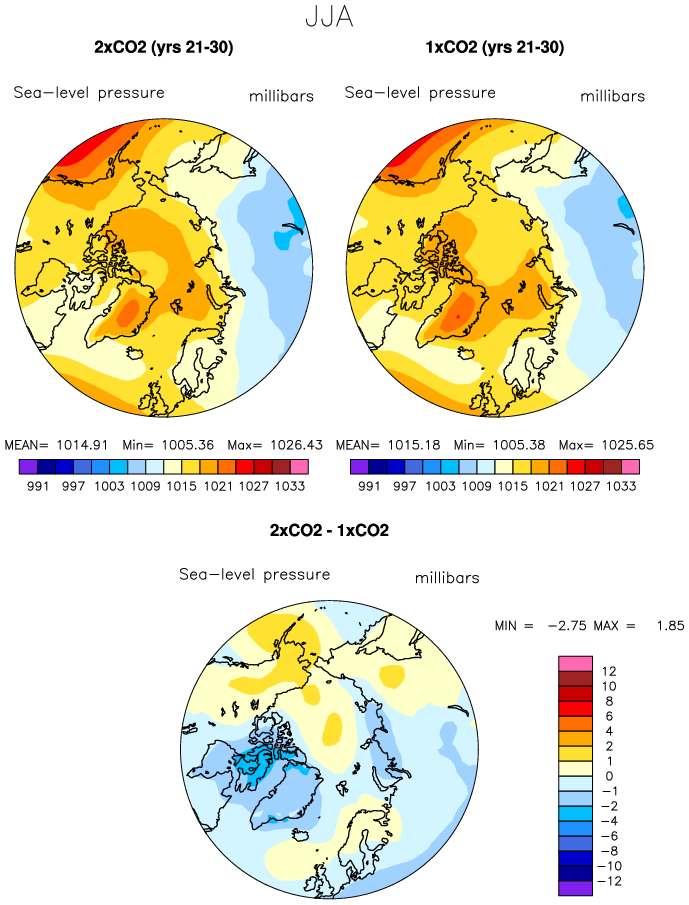 JJA
2xCO2 (yrs 21-30) 1xCO2 (yrs 21-30)
Sea-level pressure millibars Sea-level pressure millibars
MEAN= 1014.91 Min= 1005.36 Max= 1026.43 MEAN= 1015.18 Min= 1005.38 Max= 1025.65
991 997 1003 1009 1015 1021 1027 1033 991 997 1003 1009 1015 1021 1027 1033
2xCO2 - 1xCO2
Sea-level pressure millibars
MIN = -2.75 MAX = 1.85
12
10
8
6
4
2
1
0
-1
-2
-4
-6
-8
-10
-12